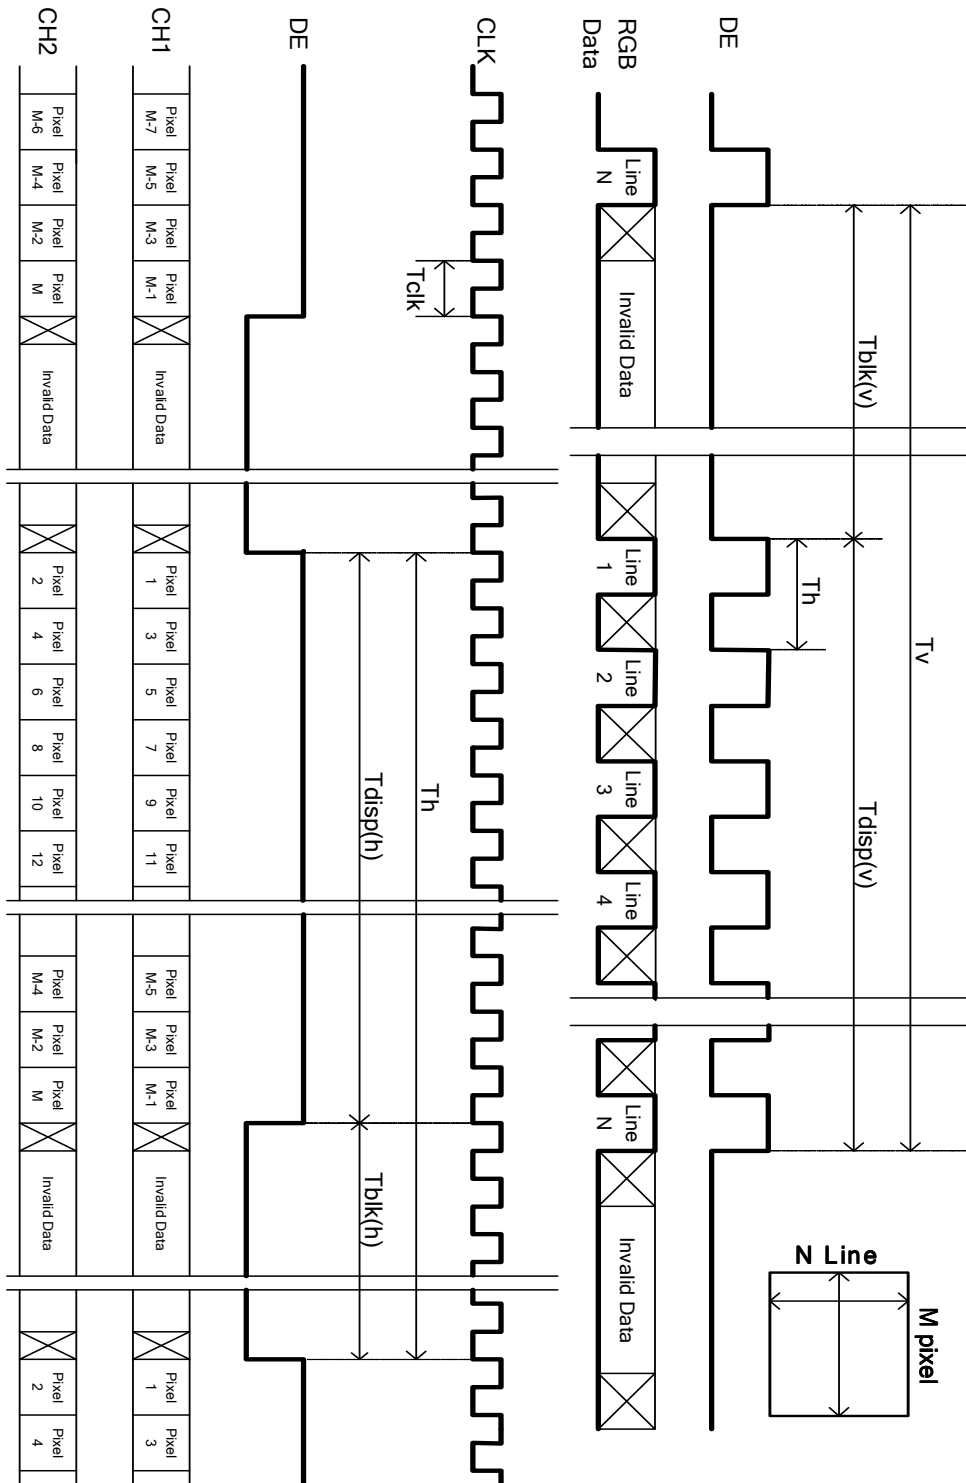 DE
RGB
Data
Tv
Tblk(v)
Tdisp(v)
Th
Line
N
Invalid Data
Line
1
Line
2
Line
3
Line
4
Line
N
Invalid Data
M pixel
N Line
CLK
Tclk
DE
Th
Tdisp(h)
Tblk(h)
CH1
Pixel
M-7
Pixel
M-5
Pixel
M-3
Pixel
M-1
Invalid Data
Pixel
1
Pixel
3
Pixel
5
Pixel
7
Pixel
9
Pixel
11
Pixel
M-5
Pixel
M-3
Pixel
M-1
Invalid Data
Pixel
1
Pixel
3
CH2
Pixel
M-6
Pixel
M-4
Pixel
M-2
Pixel
M
Invalid Data
Pixel
2
Pixel
4
Pixel
6
Pixel
8
Pixel
10
Pixel
12
Pixel
M-4
Pixel
M-2
Pixel
M
Invalid Data
Pixel
2
Pixel
4